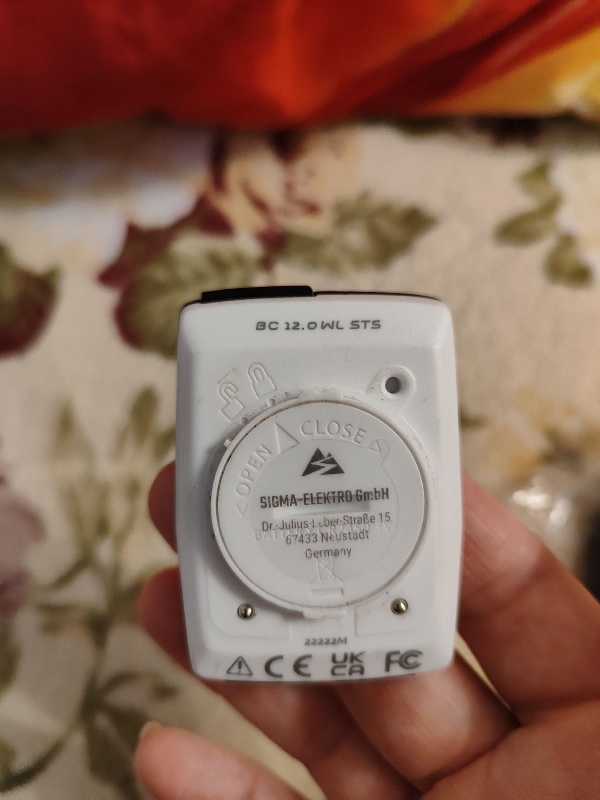 BC 12.0 WL STS
< OPEN CLOSE
SIGMA-ELEKTRO GmbH
Dr.-Julius-Leber-Straße 15
67433 Neustadt
Germany
22222M
CE UK CA FC